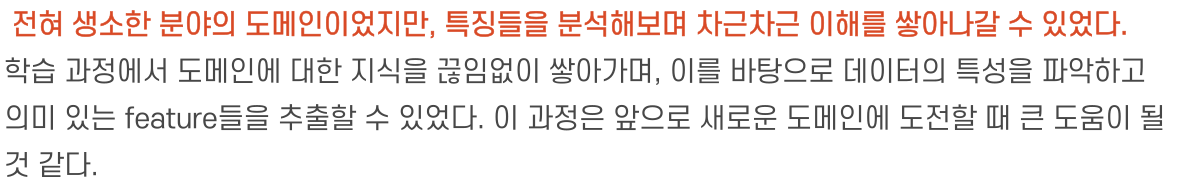 전혀 생소한 분야의 도메인이었지만, 특징들을 분석해보며 차근차근 이해를 쌓아나갈 수 있었다.
학습 과정에서 도메인에 대한 지식을 끊임없이 쌓아가며, 이를 바탕으로 데이터의 특성을 파악하고
의미 있는 feature들을 추출할 수 있었다. 이 과정은 앞으로 새로운 도메인에 도전할 때 큰 도움이 될
것 같다.